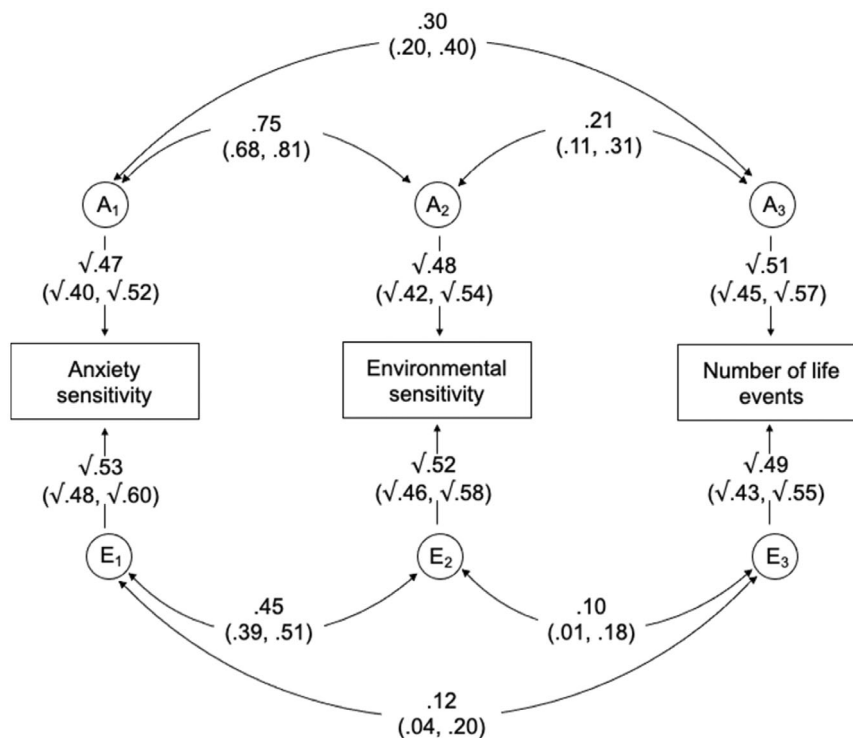 .30
(.20, .40)
.75
(.68, .81)
.21
(.11, .31)
A₁
A₂
A₃
√.47
(√.40, √.52)
√.48
(√.42, √.54)
√.51
(√.45, √.57)
Anxiety
sensitivity
Environmental
sensitivity
Number of life
events
√.53
(√.48, √.60)
√.52
(√.46, √.58)
√.49
(√.43, √.55)
E₁
E₂
E₃
.45
(.39, .51)
.10
(.01, .18)
.12
(.04, .20)